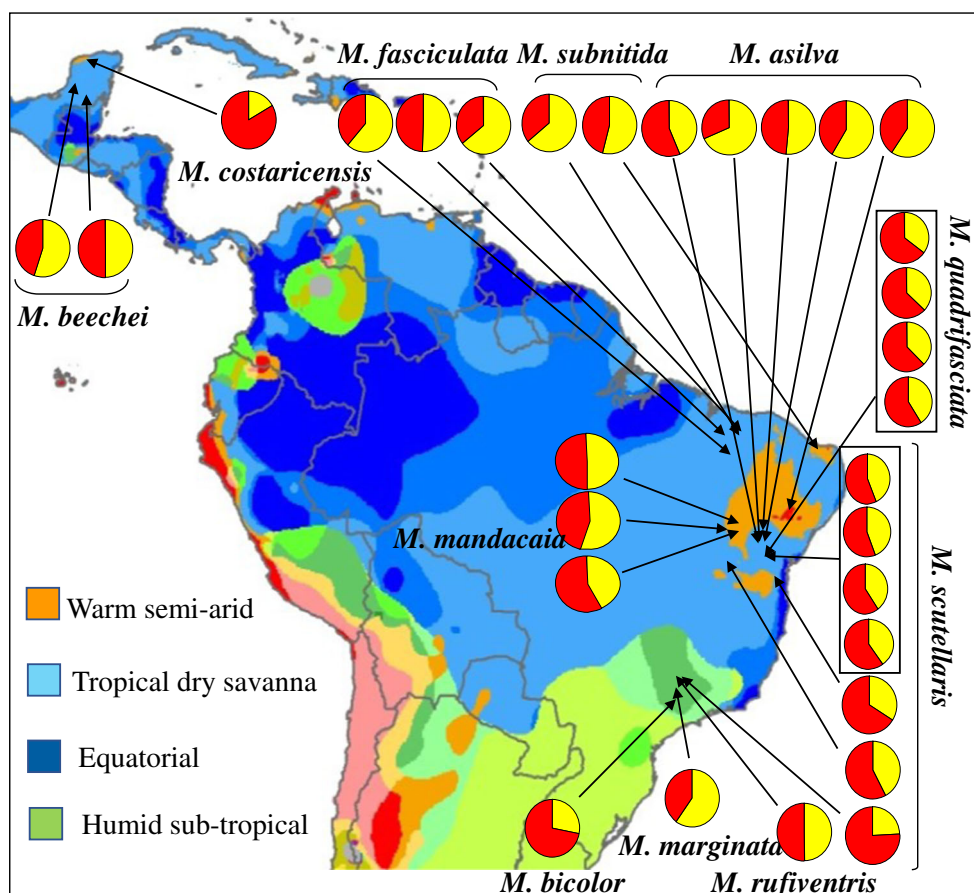 M. fasciculata
M. subnitida
M. asilva
M. costaricensis
M. beechei
M. quadrifasciata
M. mandacaia
M. scutellaris
Warm semi-arid
Tropical dry savanna
Equatorial
Humid sub-tropical
M. marginata
M. bicolor
M. rufiventris